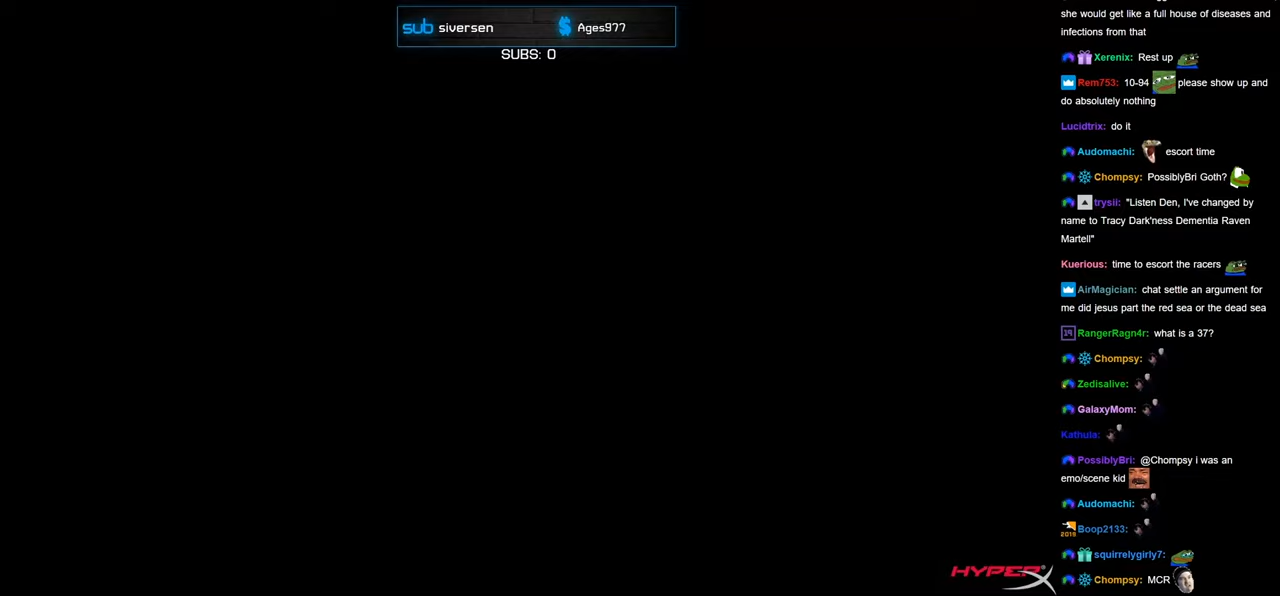 sub siversen $ Ages977
SUBS: 0
she would get like a full house of diseases and
infections from that
Xerenix: Rest up
Rem753: 10-94 please show up and
do absolutely nothing
Lucidtrix: do it
Audomachi: escort time
Chompsy: PossiblyBri Goth?
trysii: "Listen Den, I've changed by
name to Tracy Dark'ness Dementia Raven
Martell"
Kuerious: time to escort the racers
AirMagician: chat settle an argument for
me did jesus part the red sea or the dead sea
19 RangerRagn4r: what is a 37?
Chompsy:
Zedisalive:
GalaxyMom:
Kathula:
PossiblyBri: @Chompsy i was an
emo/scene kid
Audomachi:
2019 Boop2133:
squirrelygirly7:
Chompsy: MCR
HYPERX